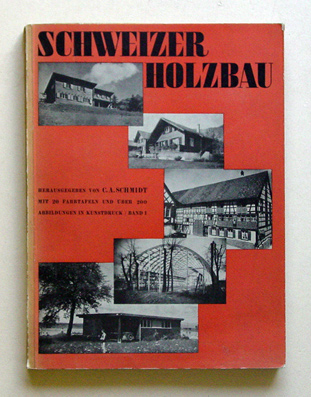 SCHWEIZER
HOLZBAU
HERAUSGEGEBEN VON C.A. SCHMIDT
MIT 20 FARBTAFELN UND ÜBER 300
ABBILDUNGEN IN KUNSTDRUCK / BAND I